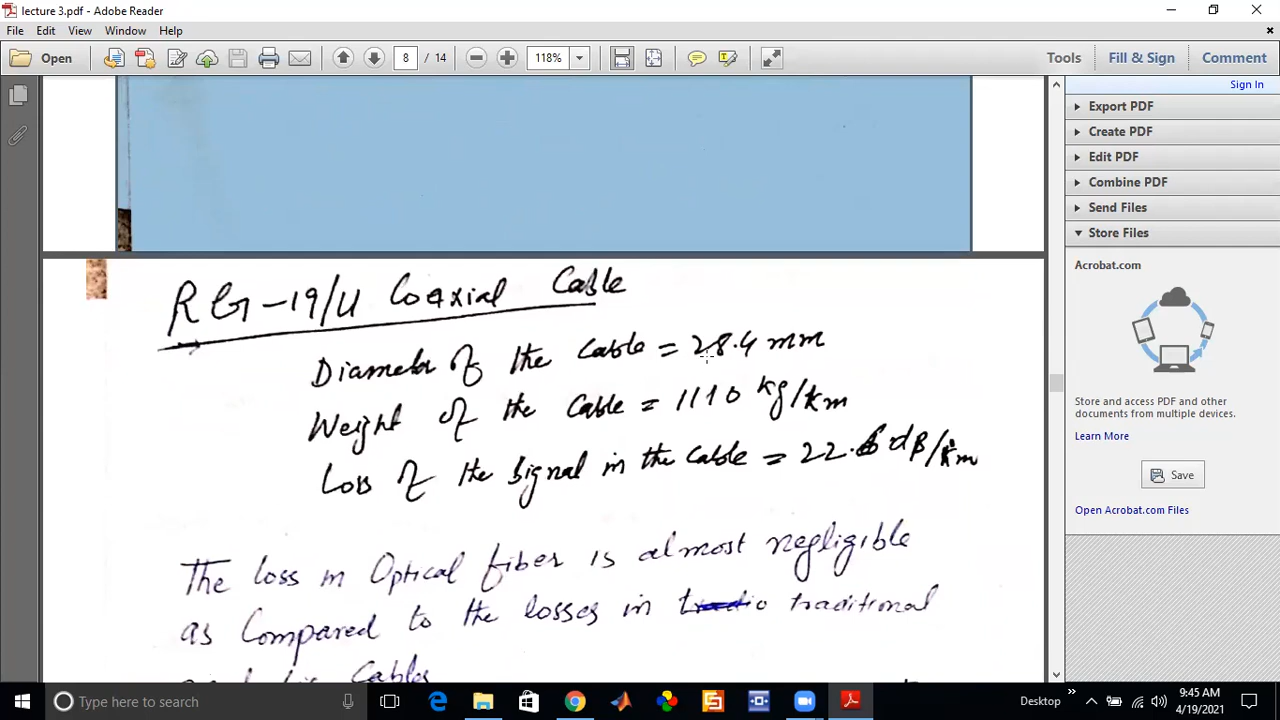 lecture 3.pdf - Adobe Reader
File Edit View Window Help
Open 8 / 14 118% Tools Fill & Sign Comment
Sign In
Export PDF
Create PDF
Edit PDF
Combine PDF
Send Files
Store Files
Acrobat.com
Store and access PDF and other
documents from multiple devices.
Learn More
Save
Open Acrobat.com Files
RG-19/U Coaxial Cable
Diameter of the Cable = 28.4 mm
Weight of the Cable = 1110 kg/km
Loss of the Signal in the Cable = 22.6 dB/km
The loss in Optical fiber is almost negligible
as Compared to the losses in traditional
Cables
Type here to search
Desktop
9:45 AM
4/19/2021